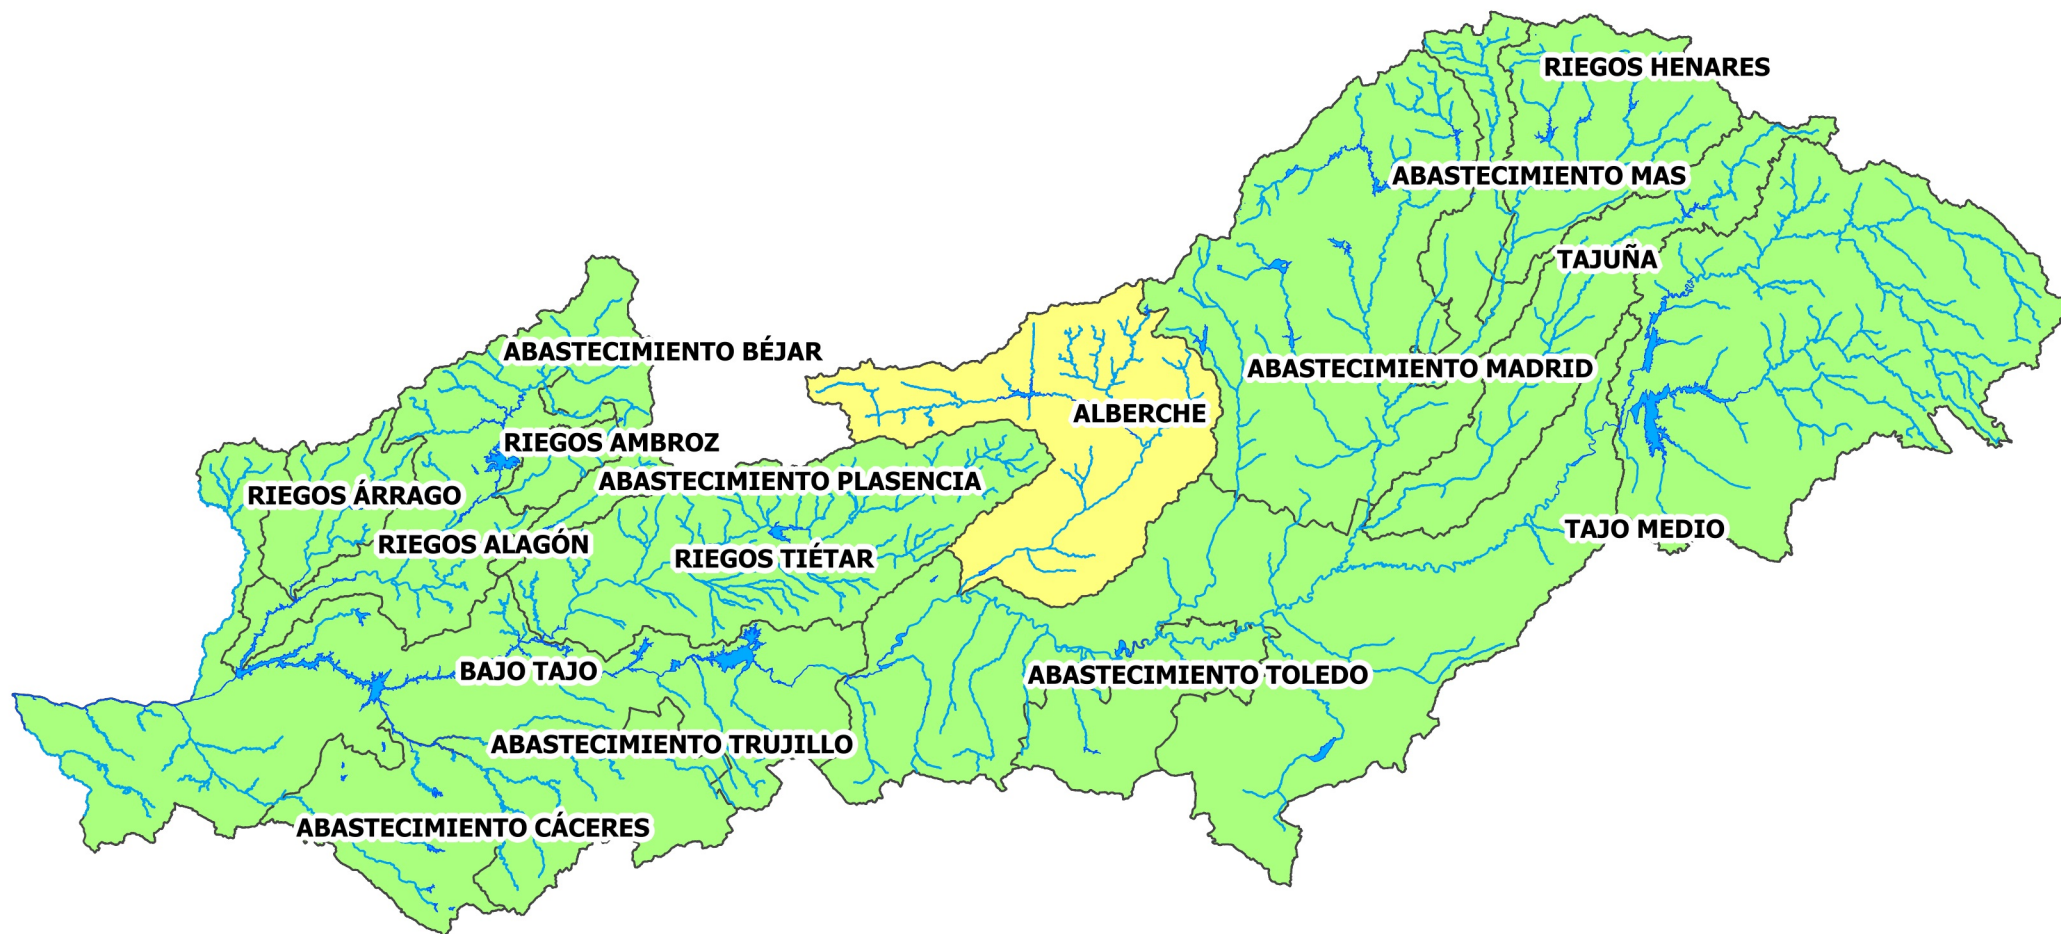 RIEGOS HENARES
ABASTECIMIENTO MAS
TAJUÑA
ABASTECIMIENTO BÉJAR
ABASTECIMIENTO MADRID
ALBERCHE
RIEGOS AMBROZ
ABASTECIMIENTO PLASENCIA
RIEGOS ÁRRAGO
TAJO MEDIO
RIEGOS ALAGÓN
RIEGOS TIÉTAR
BAJO TAJO
ABASTECIMIENTO TOLEDO
ABASTECIMIENTO TRUJILLO
ABASTECIMIENTO CÁCERES